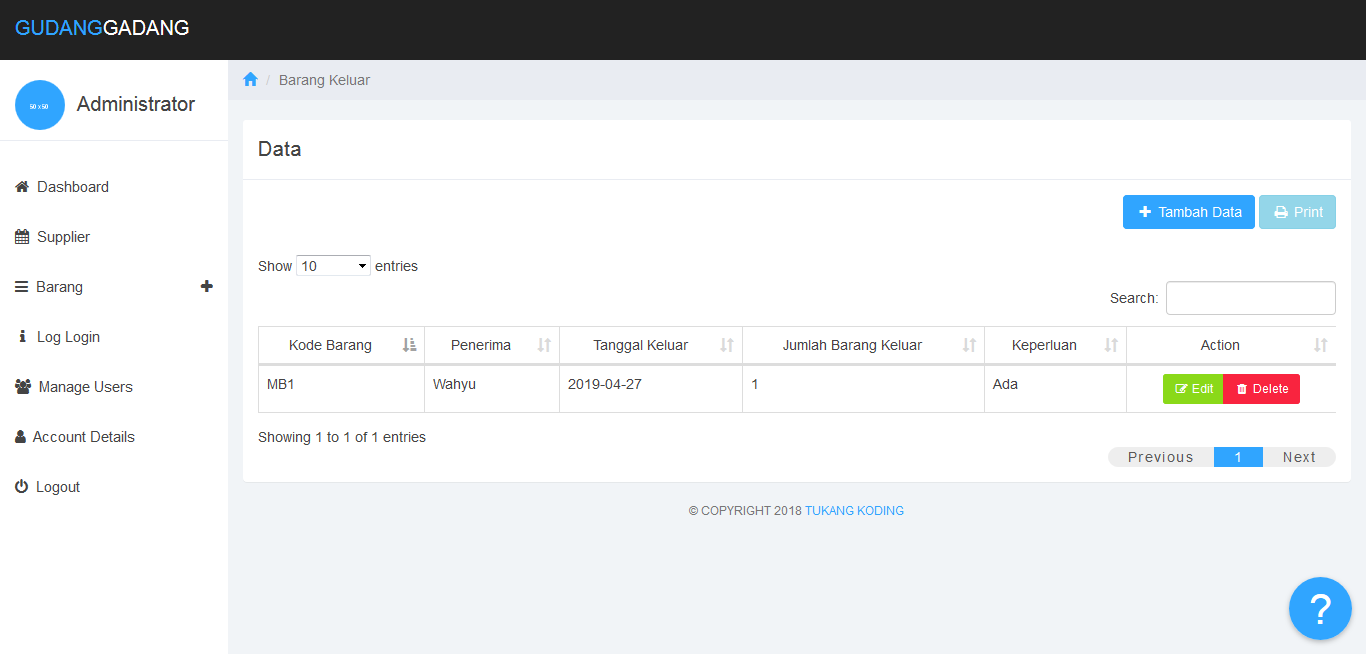 GUDANGGADANG
50 x 50
Administrator
Dashboard
Supplier
Barang
Log Login
Manage Users
Account Details
Logout
/ Barang Keluar
Data
Tambah Data Print
Show 10 entries
Search:
Kode Barang Penerima Tanggal Keluar Jumlah Barang Keluar Keperluan Action
MB1 Wahyu 2019-04-27 1 Ada Edit Delete
Showing 1 to 1 of 1 entries
Previous 1 Next
© COPYRIGHT 2018 TUKANG KODING
?